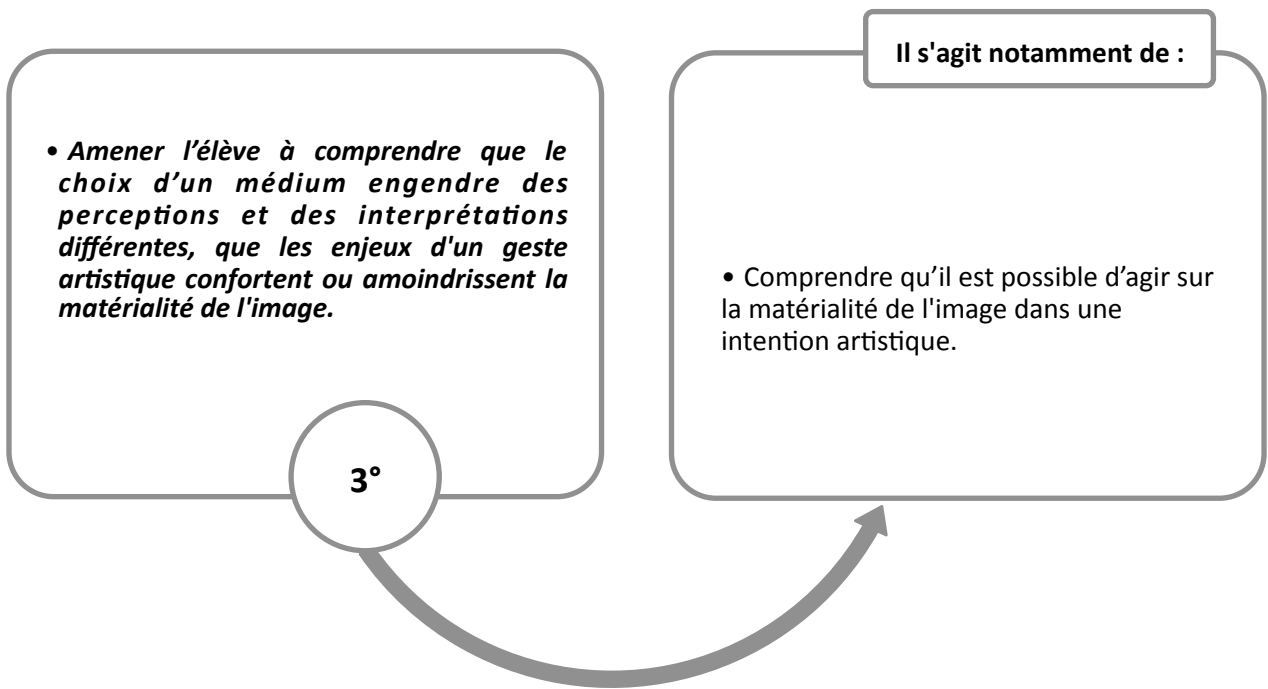 • Amener l’élève à comprendre que le
choix d’un médium engendre des
perceptions et des interprétations
différentes, que les enjeux d'un geste
artistique confortent ou amoindrissent la
matérialité de l'image.
3°
Il s'agit notamment de :
• Comprendre qu’il est possible d’agir sur
la matérialité de l'image dans une
intention artistique.